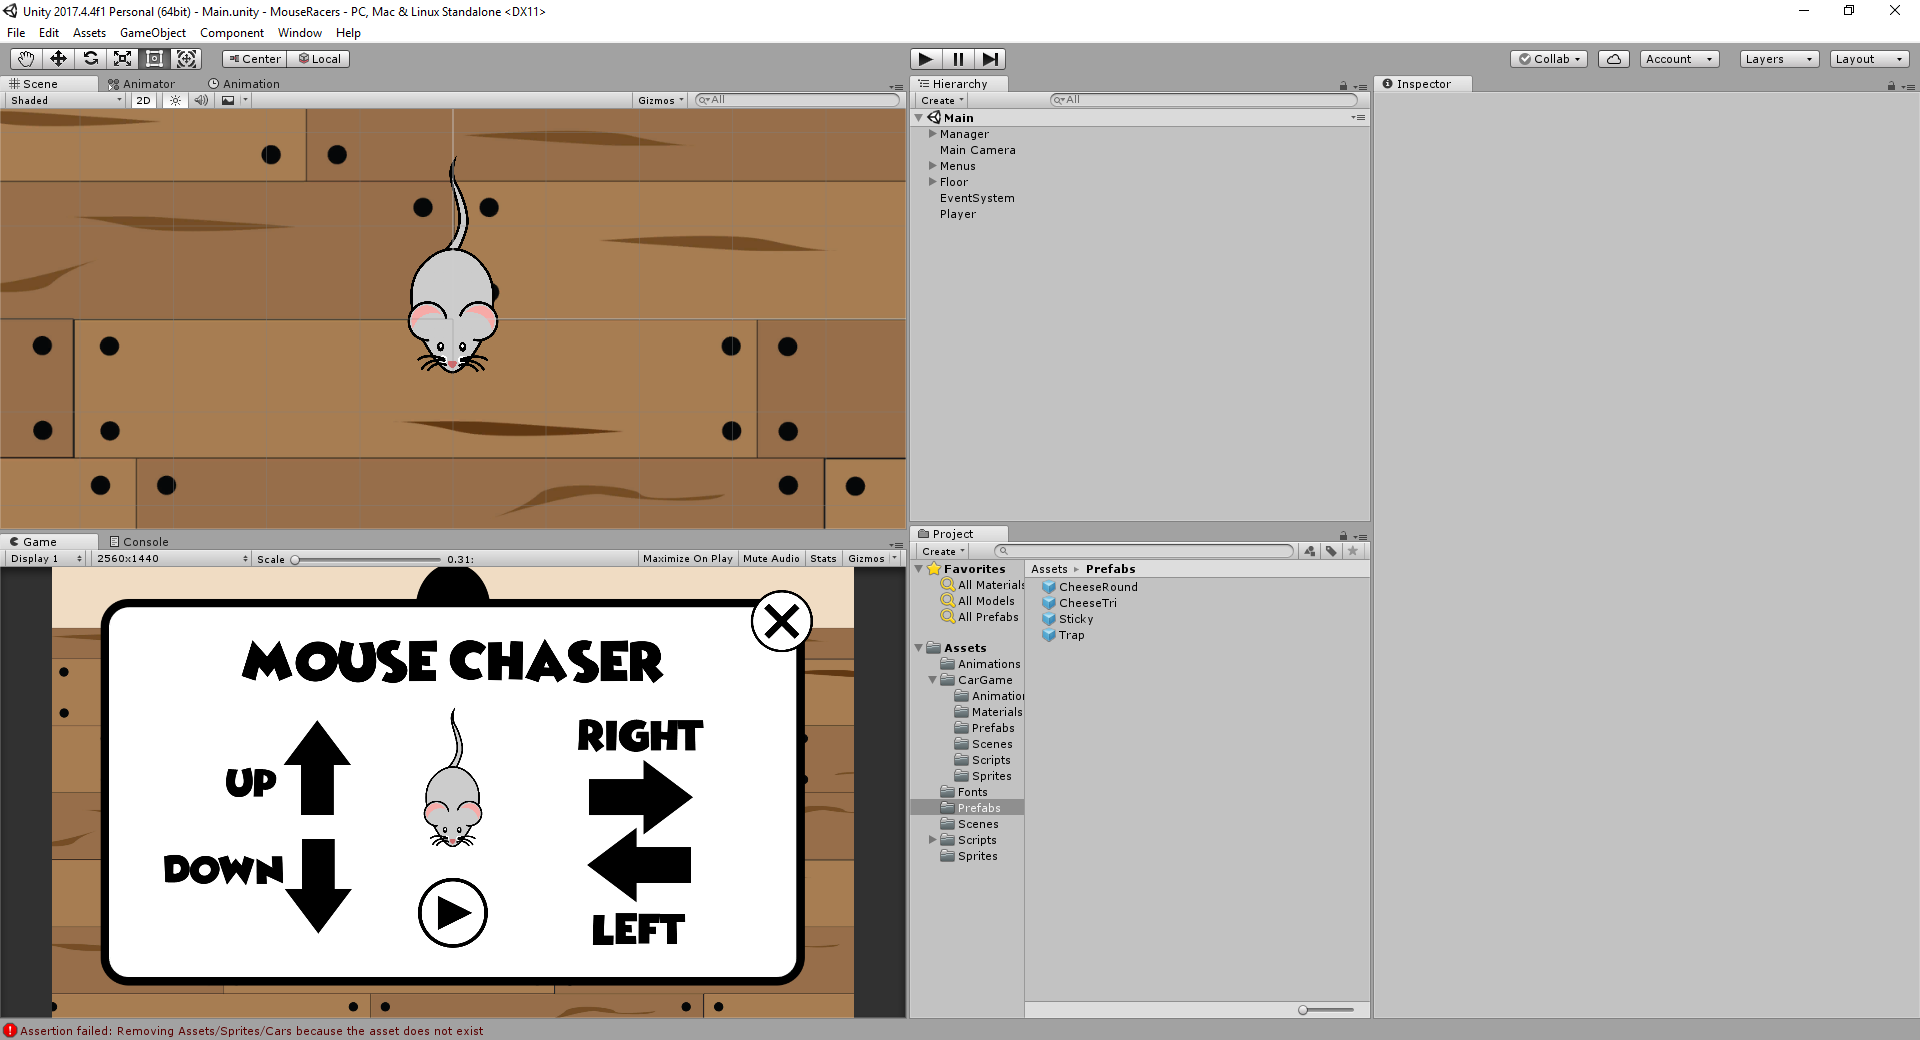 Unity 2017.4.4f1 Personal (64bit) - Main.unity - MouseRacers - PC, Mac & Linux Standalone <DX11>
File Edit Assets GameObject Component Window Help
Center Local
Collab Account Layers Layout
Scene Animator Animation
Shaded 2D Gizmos All
Hierarchy
Create All
Main
Manager
Main Camera
Menus
Floor
EventSystem
Player
Inspector
Game Console
Display 1 2560x1440 Scale 0.31: Maximize On Play Mute Audio Stats Gizmos
MOUSE CHASER
UP
DOWN
RIGHT
LEFT
Project
Create
Favorites
All Materials
All Models
All Prefabs
Assets
Animations
CarGame
Animation
Materials
Prefabs
Scenes
Scripts
Sprites
Fonts
Prefabs
Scenes
Scripts
Sprites
Assets Prefabs
CheeseRound
CheeseTri
Sticky
Trap
Assertion failed: Removing Assets/Sprites/Cars because the asset does not exist